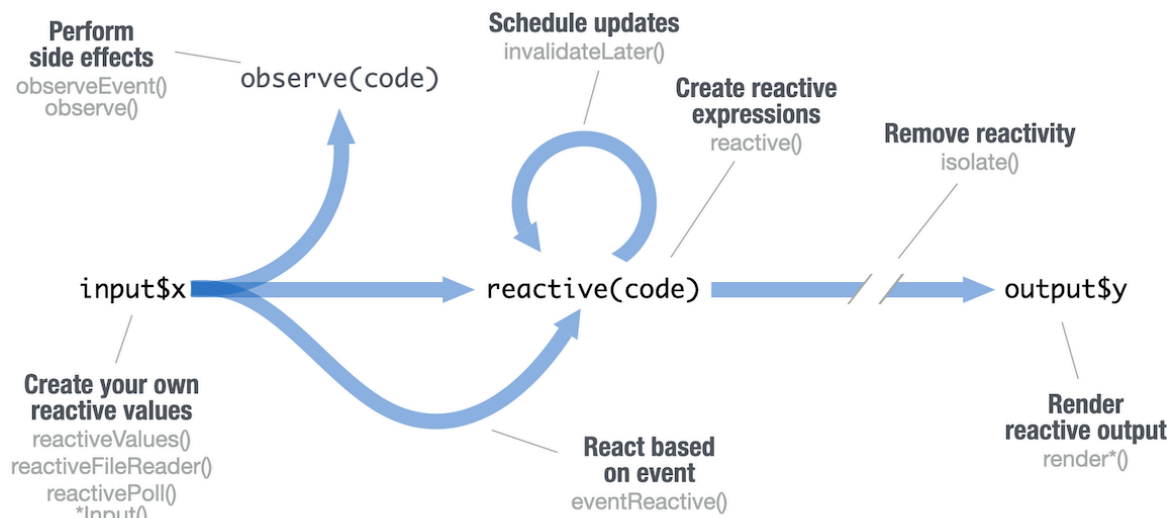 Perform
side effects
observeEvent()
observe()
observe(code)
Schedule updates
invalidateLater()
Create reactive
expressions
reactive()
Remove reactivity
isolate()
input$x
reactive(code)
output$y
Create your own
reactive values
reactiveValues()
reactiveFileReader()
reactivePoll()
*Input()
React based
on event
eventReactive()
Render
reactive output
render*()